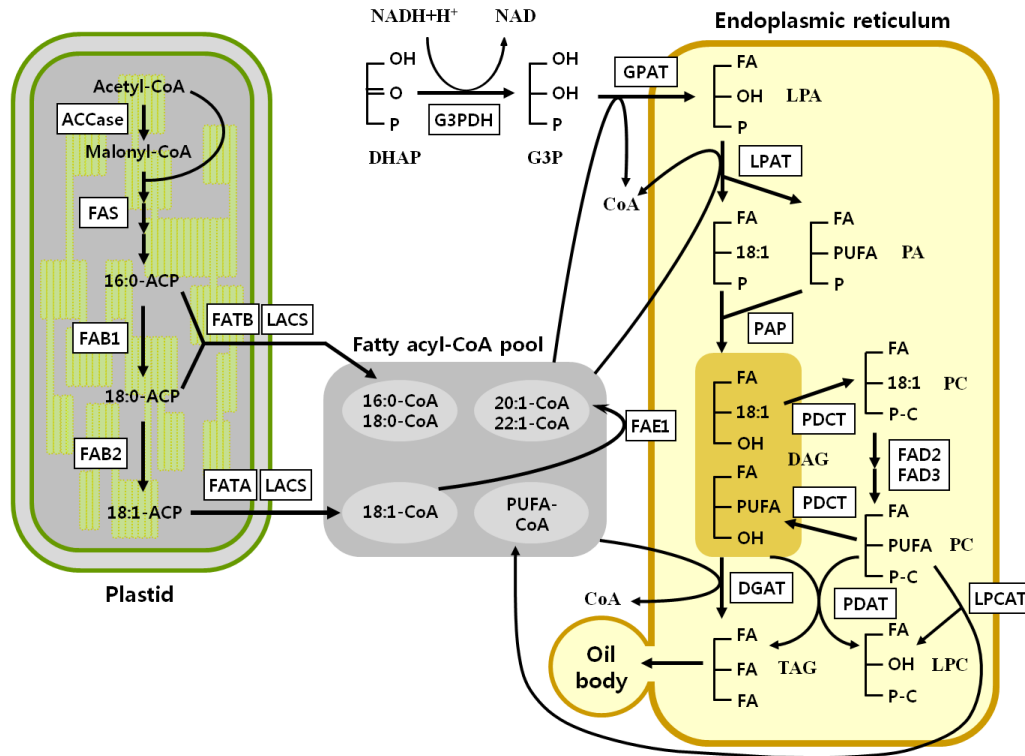 NADH+H⁺
NAD
Endoplasmic reticulum
OH
O
P
DHAP
G3PDH
OH
OH
P
G3P
GPAT
FA
OH
P
LPA
Acetyl-CoA
ACCase
Malonyl-CoA
FAS
16:0-ACP
FAB1
18:0-ACP
FAB2
18:1-ACP
Plastid
FATB
LACS
FATA
LACS
CoA
LPAT
FA
18:1
P
FA
PUFA
P
PA
PAP
Fatty acyl-CoA pool
16:0-CoA
18:0-CoA
20:1-CoA
22:1-CoA
FAE1
18:1-CoA
PUFA-
CoA
FA
18:1
OH
DAG
FA
PUFA
OH
PDCT
FA
18:1
P-C
PC
FAD2
FAD3
PDCT
FA
PUFA
P-C
PC
CoA
DGAT
PDAT
LPCAT
Oil
body
FA
FA
FA
TAG
FA
OH
P-C
LPC